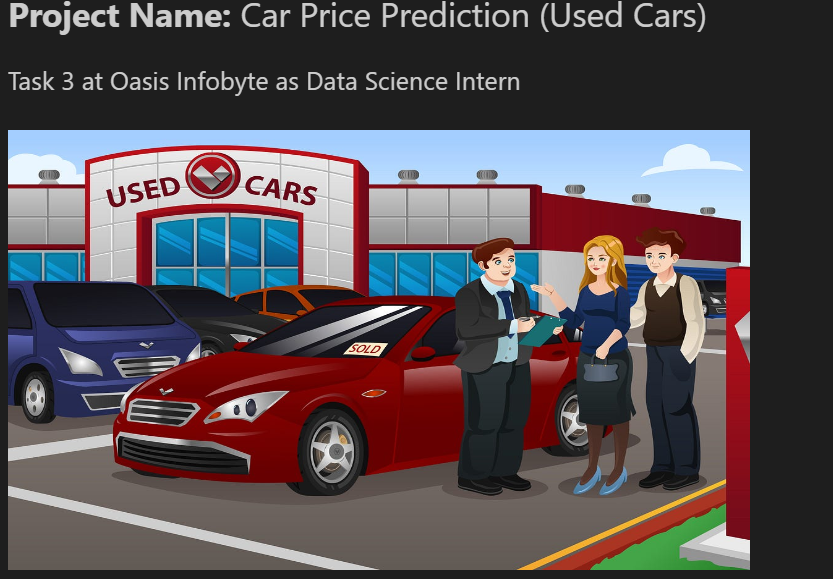 Project Name: Car Price Prediction (Used Cars)
Task 3 at Oasis Infobyte as Data Science Intern
USED CARS
SOLD